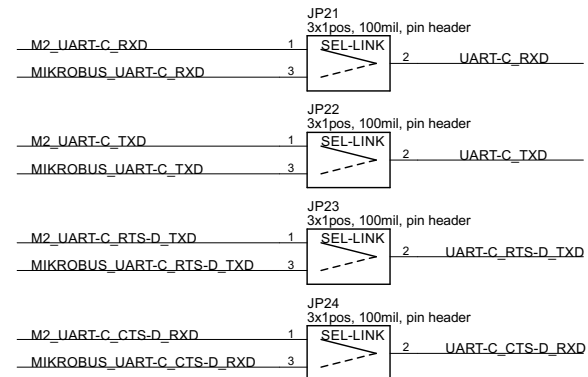 JP21
3x1pos, 100mil, pin header
M2_UART-C_RXD 1 SEL-LINK
2 UART-C_RXD
MIKROBUS_UART-C_RXD 3
JP22
3x1pos, 100mil, pin header
M2_UART-C_TXD 1 SEL-LINK
2 UART-C_TXD
MIKROBUS_UART-C_TXD 3
JP23
3x1pos, 100mil, pin header
M2_UART-C_RTS-D_TXD 1 SEL-LINK
2 UART-C_RTS-D_TXD
MIKROBUS_UART-C_RTS-D_TXD 3
JP24
3x1pos, 100mil, pin header
M2_UART-C_CTS-D_RXD 1 SEL-LINK
2 UART-C_CTS-D_RXD
MIKROBUS_UART-C_CTS-D_RXD 3